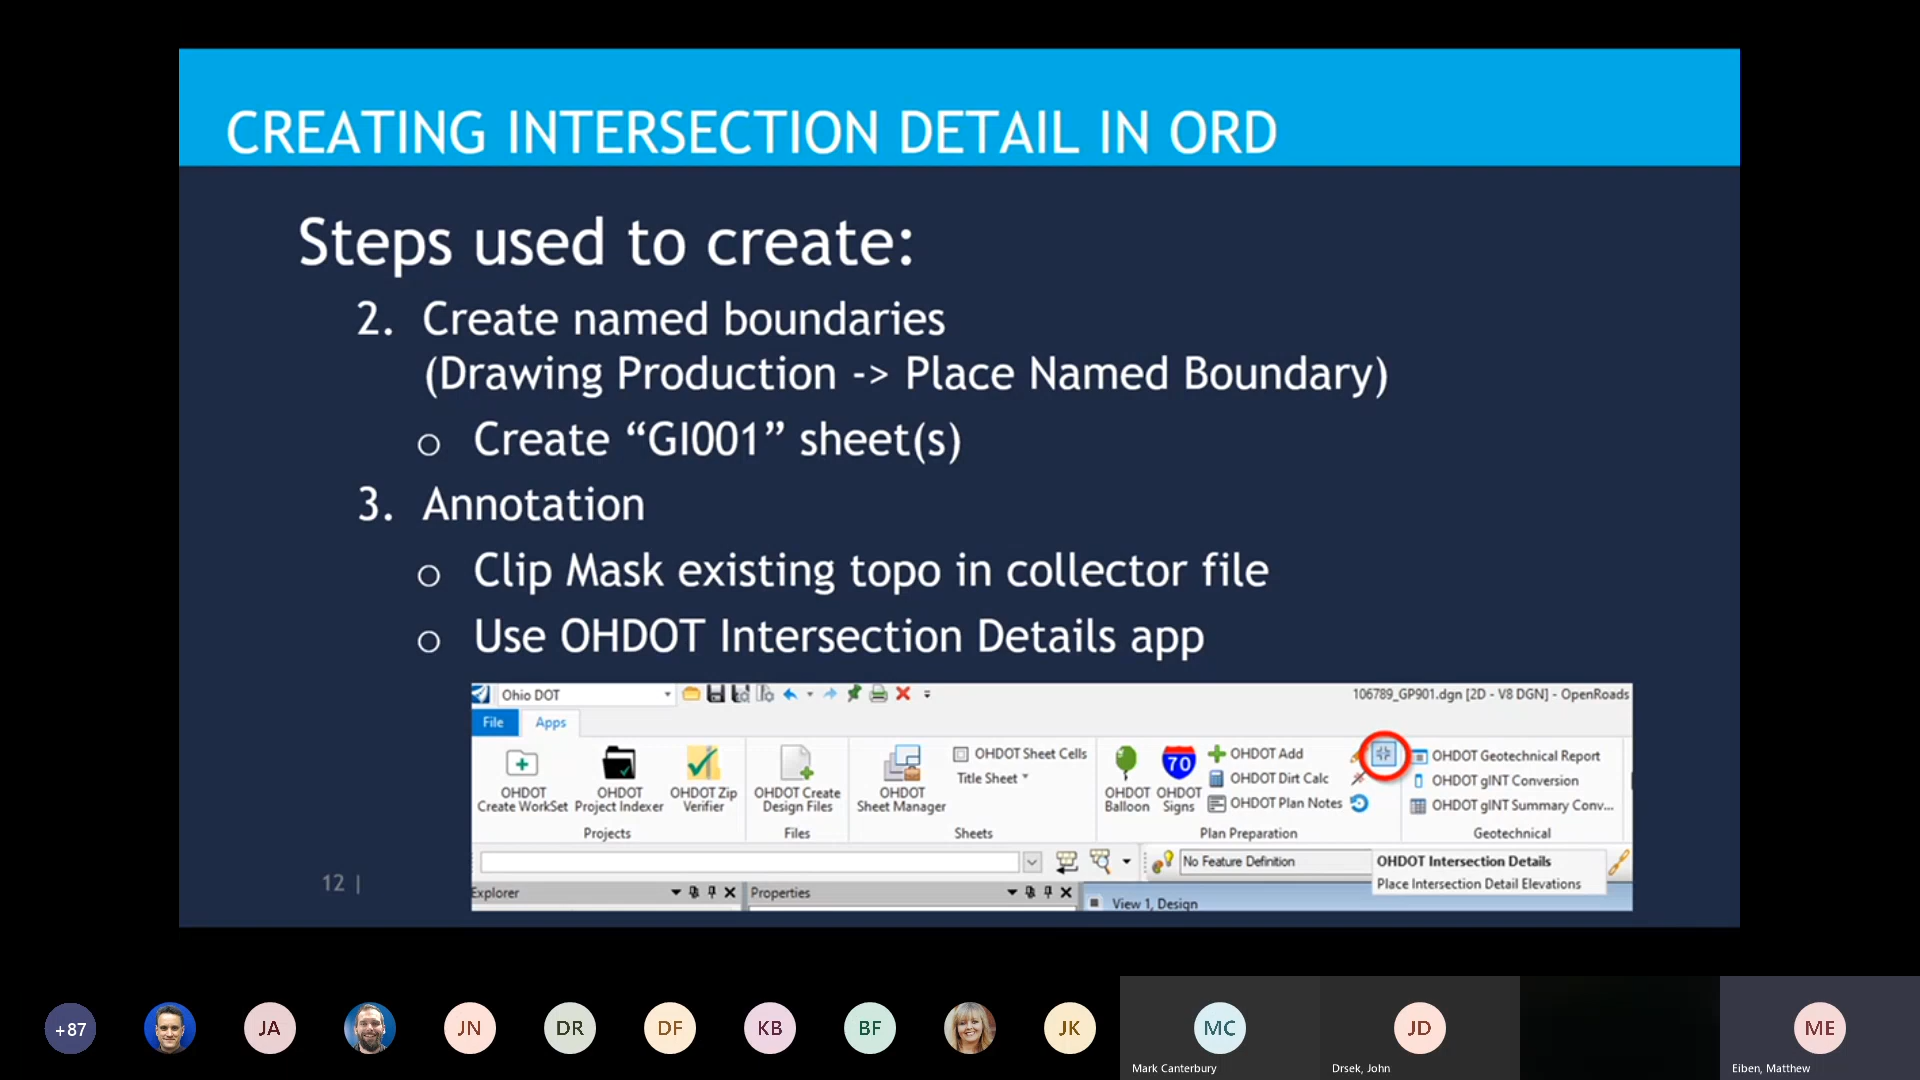 CREATING INTERSECTION DETAIL IN ORD
Steps used to create:
2. Create named boundaries
(Drawing Production -> Place Named Boundary)
o Create “GI001” sheet(s)
3. Annotation
o Clip Mask existing topo in collector file
o Use OHDOT Intersection Details app
Ohio DOT
106789_GP901.dgn [2D - V8 DGN] - OpenRoads
File Apps
OHDOT Create WorkSet
OHDOT Project Indexer
OHDOT Zip Verifier
Projects
OHDOT Create Design Files
Files
OHDOT Sheet Manager
OHDOT Sheet Cells
Title Sheet
Sheets
OHDOT Balloon
70
OHDOT Signs
OHDOT Add
OHDOT Dirt Calc
OHDOT Plan Notes
Plan Preparation
OHDOT Geotechnical Report
OHDOT gINT Conversion
OHDOT gINT Summary Conv...
Geotechnical
No Feature Definition
OHDOT Intersection Details
Place Intersection Detail Elevations
Explorer
Properties
View 1, Design
12 |
+87 JA JN DR DF KB BF JK MC JD ME
Mark Canterbury
Drsek, John
Eiben, Matthew